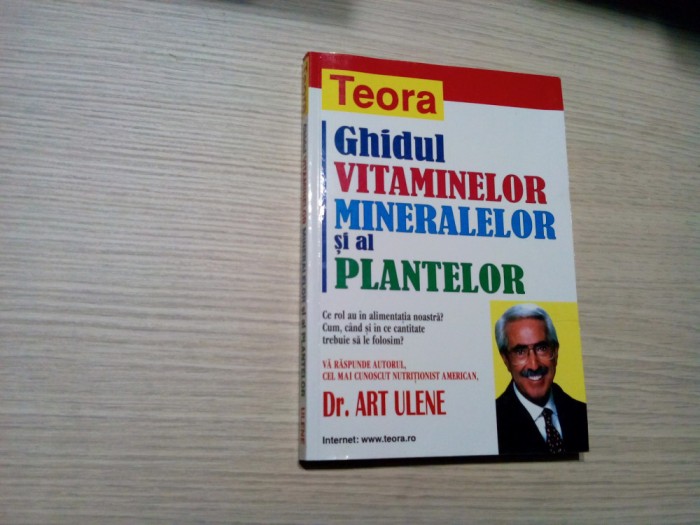 Teora
Ghidul
VITAMINELOR
MINERALELOR
și al
PLANTELOR
Ce rol au în alimentația noastră?
Cum, când și în ce cantitate
trebuie să le folosim?
VĂ RĂSPUNDE AUTORUL,
CEL MAI CUNOSCUT NUTRIȚIONIST AMERICAN,
Dr. ART ULENE
Internet: www.teora.ro
ULENE